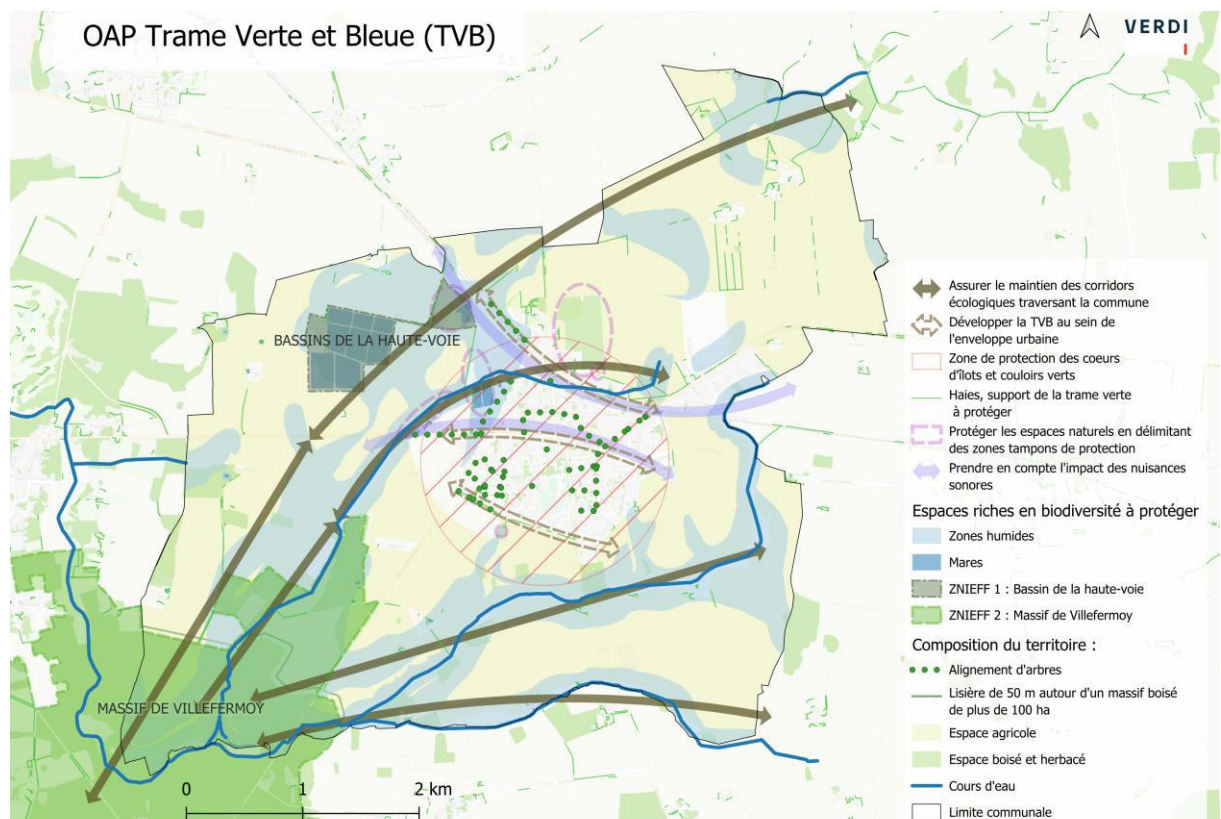 OAP Trame Verte et Bleue (TVB)
VERDI
BASSINS DE LA HAUTE-VOIE
MASSIF DE VILLEFERMOY
0 1 2 km
Assurer le maintien des corridors
écologiques traversant la commune
Développer la TVB au sein de
l'enveloppe urbaine
Zone de protection des coeurs
d'îlots et couloirs verts
Haies, support de la trame verte
à protéger
Protéger les espaces naturels en délimitant
des zones tampons de protection
Prendre en compte l'impact des nuisances
sonores
Espaces riches en biodiversité à protéger
Zones humides
Mares
ZNIEFF 1 : Bassin de la haute-voie
ZNIEFF 2 : Massif de Villefermoy
Composition du territoire :
Alignement d'arbres
Lisière de 50 m autour d'un massif boisé
de plus de 100 ha
Espace agricole
Espace boisé et herbacé
Cours d'eau
Limite communale